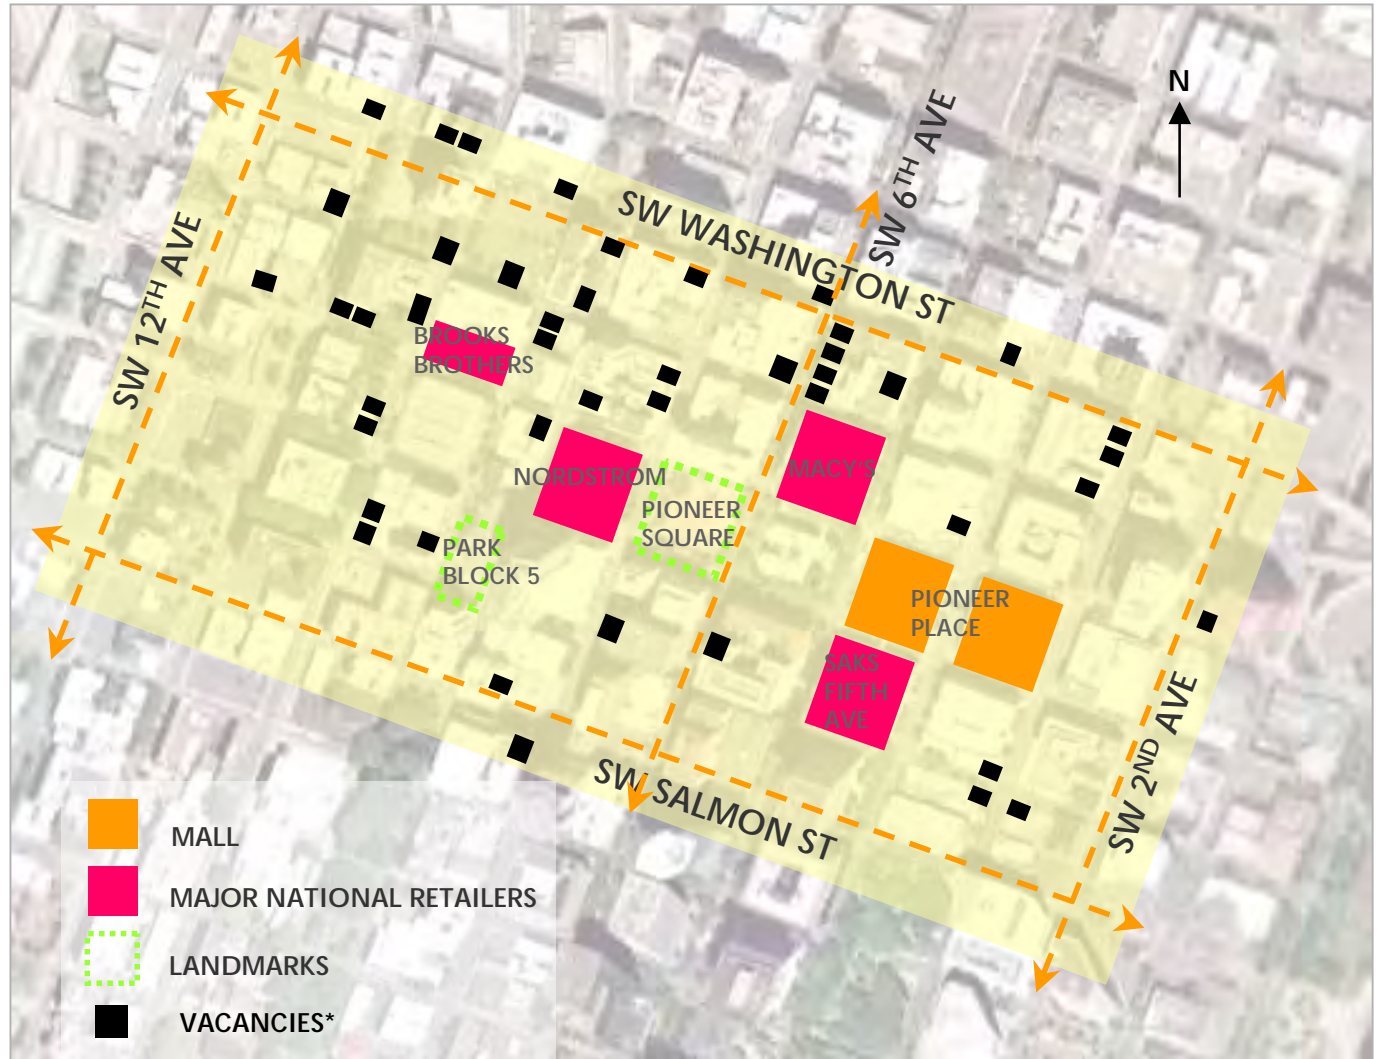 N
SW 6TH AVE
SW WASHINGTON ST
SW 12TH AVE
BROOKS
BROTHERS
NORDSTROM
MACY'S
PIONEER
SQUARE
PARK
BLOCK 5
PIONEER
PLACE
SAKS
FIFTH
AVE
SW 2ND AVE
SW SALMON ST
MALL
MAJOR NATIONAL RETAILERS
LANDMARKS
VACANCIES*